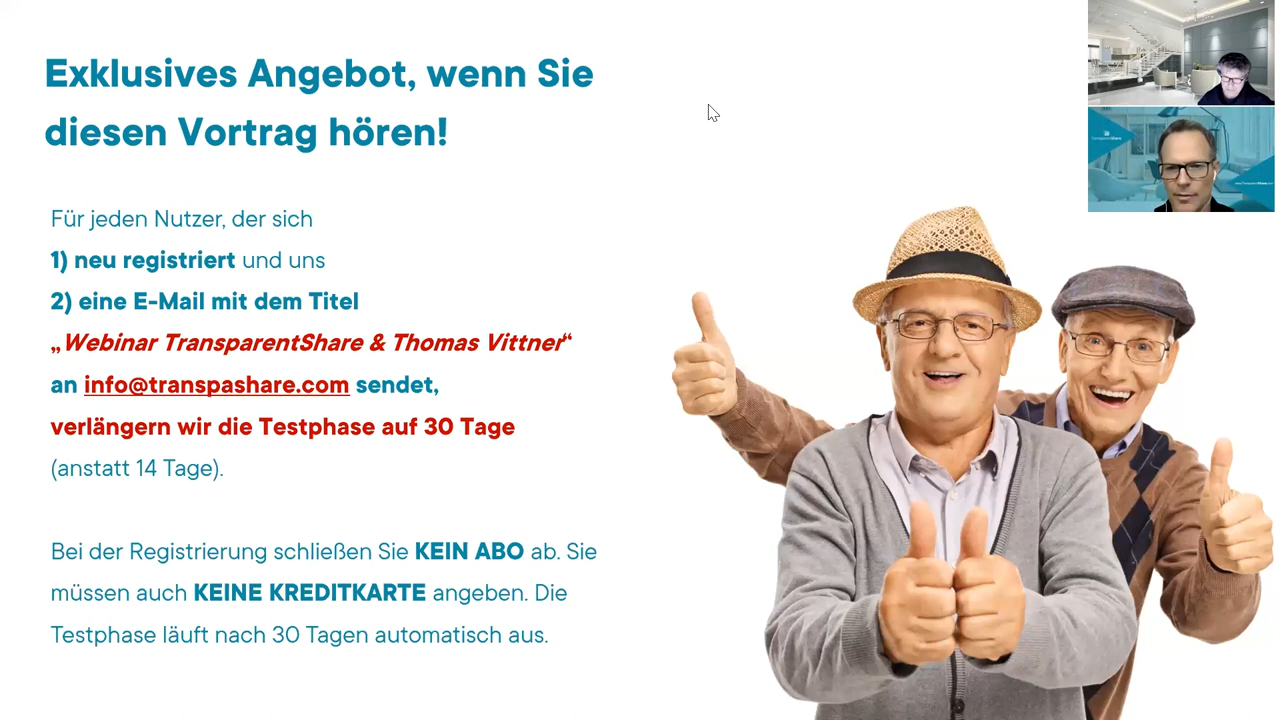 Exklusives Angebot, wenn Sie
diesen Vortrag hören!
Für jeden Nutzer, der sich
1) neu registriert und uns
2) eine E-Mail mit dem Titel
„Webinar TransparentShare & Thomas Vittner“
an info@transpashare.com sendet,
verlängern wir die Testphase auf 30 Tage
(anstatt 14 Tage).
Bei der Registrierung schließen Sie KEIN ABO ab. Sie
müssen auch KEINE KREDITKARTE angeben. Die
Testphase läuft nach 30 Tagen automatisch aus.